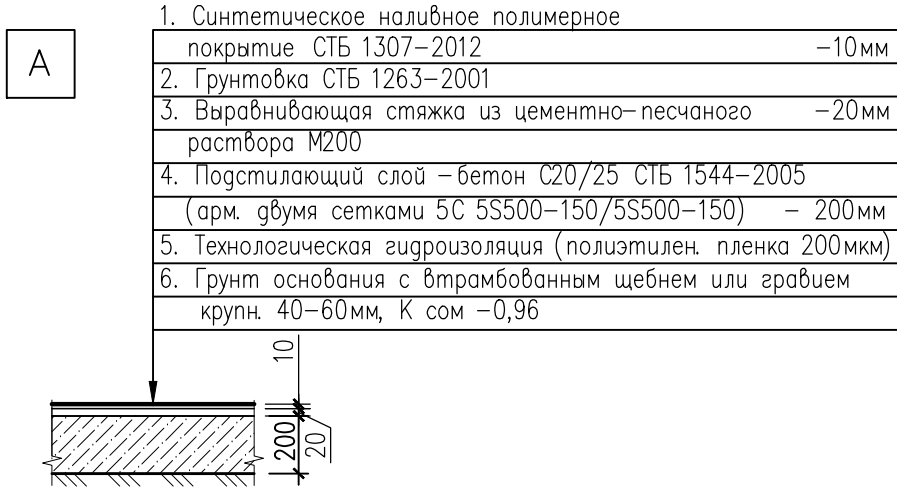 А
1. Синтетическое наливное полимерное
покрытие СТБ 1307-2012 -10мм
2. Грунтовка СТБ 1263-2001
3. Выравнивающая стяжка из цементно-песчаного -20мм
раствора М200
4. Подстилающий слой -бетон С20/25 СТБ 1544-2005
(арм. двумя сетками 5С 5S500-150/5S500-150) - 200мм
5. Технологическая гидроизоляция (полиэтилен. пленка 200мкм)
6. Грунт основания с втрамбованным щебнем или гравием
крупн. 40-60мм, К сом -0,96
10
200
20